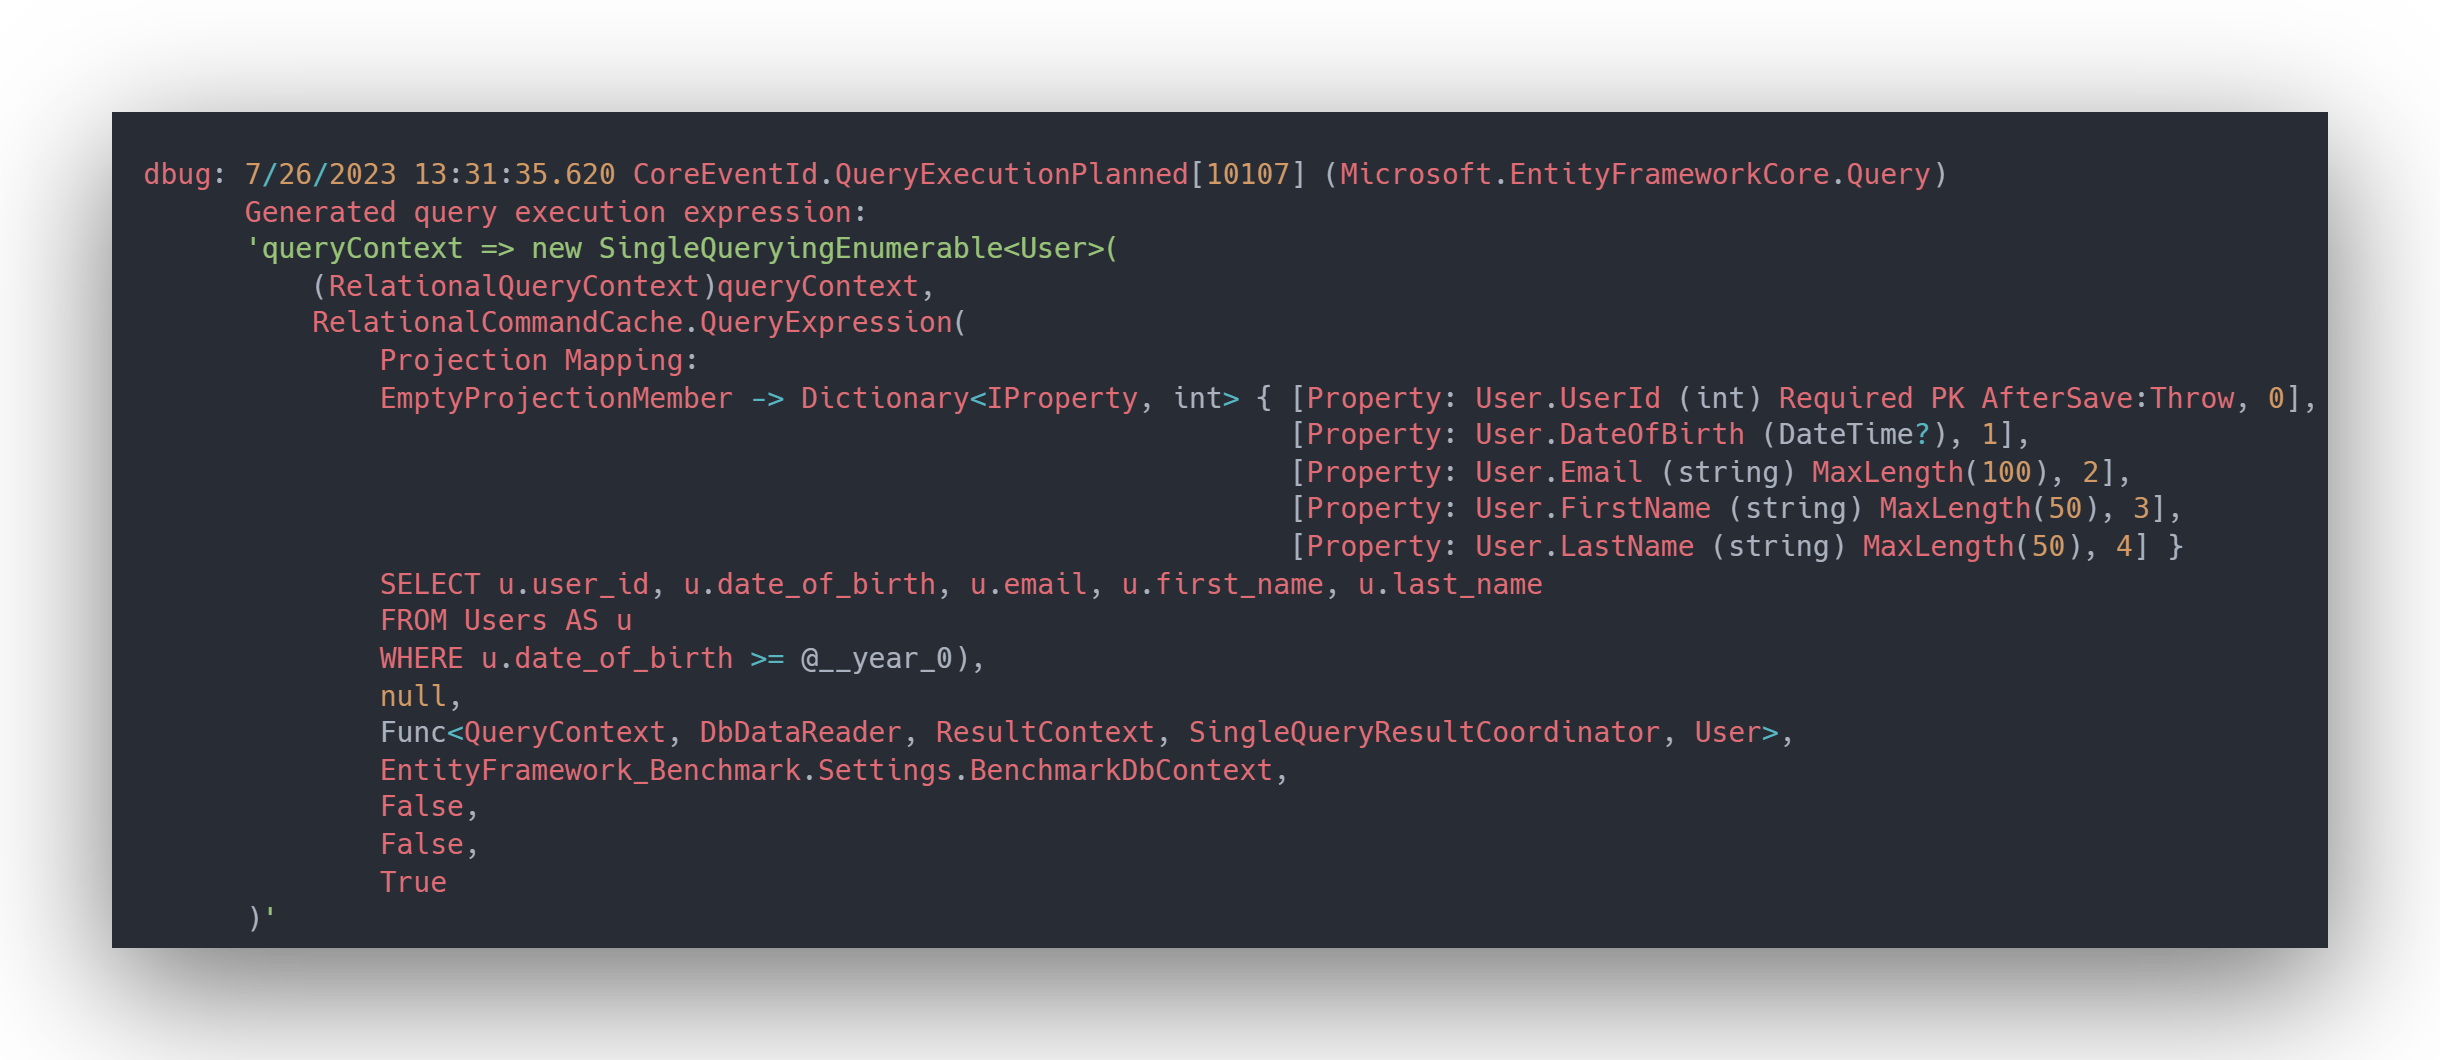 dbug: 7/26/2023 13:31:35.620 CoreEventId.QueryExecutionPlanned[10107] (Microsoft.EntityFrameworkCore.Query)
Generated query execution expression:
'queryContext => new SingleQueryingEnumerable<User>(
(RelationalQueryContext)queryContext,
RelationalCommandCache.QueryExpression(
Projection Mapping:
EmptyProjectionMember -> Dictionary<IProperty, int> { [Property: User.UserId (int) Required PK AfterSave:Throw, 0],
[Property: User.DateOfBirth (DateTime?), 1],
[Property: User.Email (string) MaxLength(100), 2],
[Property: User.FirstName (string) MaxLength(50), 3],
[Property: User.LastName (string) MaxLength(50), 4] }
SELECT u.user_id, u.date_of_birth, u.email, u.first_name, u.last_name
FROM Users AS u
WHERE u.date_of_birth >= @__year_0),
null,
Func<QueryContext, DbDataReader, ResultContext, SingleQueryResultCoordinator, User>,
EntityFramework_Benchmark.Settings.BenchmarkDbContext,
False,
False,
True
)'